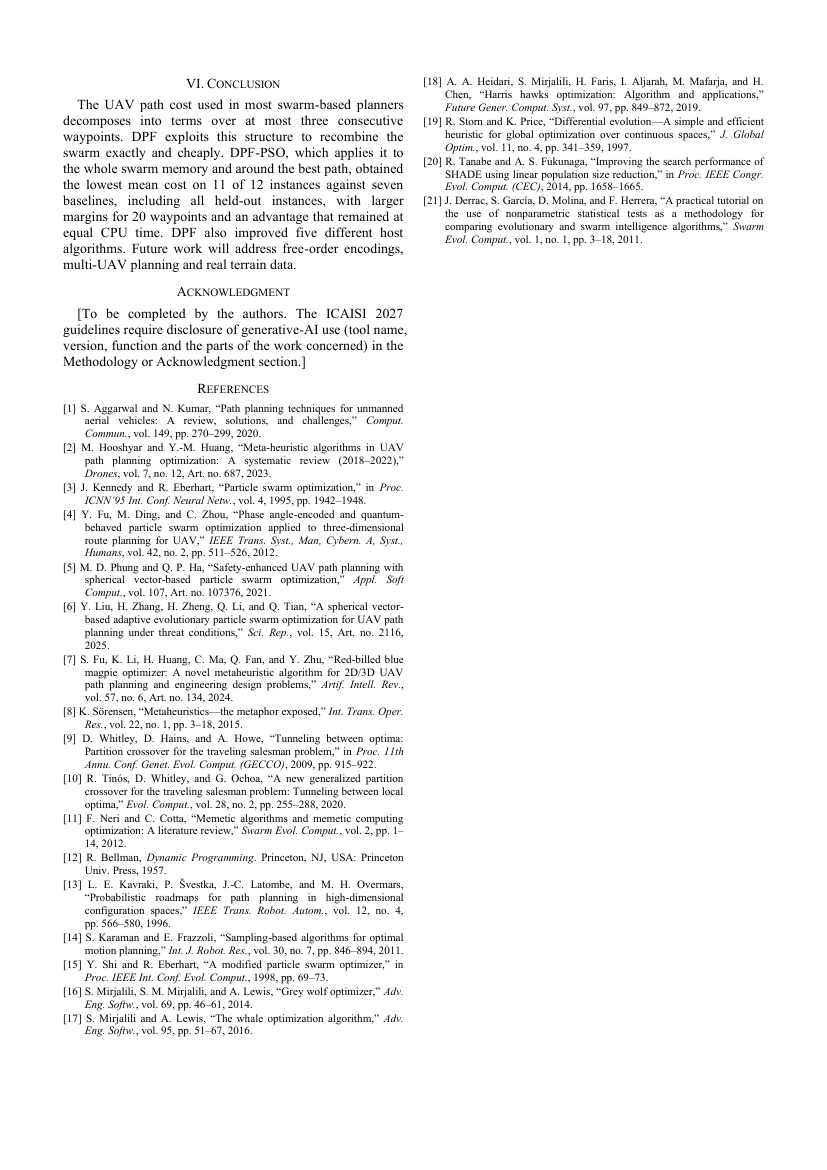 VI. CONCLUSION
The UAV path cost used in most swarm-based planners
decomposes into terms over at most three consecutive
waypoints. DPF exploits this structure to recombine the
swarm exactly and cheaply. DPF-PSO, which applies it to
the whole swarm memory and around the best path, obtained
the lowest mean cost on 11 of 12 instances against seven
baselines, including all held-out instances, with larger
margins for 20 waypoints and an advantage that remained at
equal CPU time. DPF also improved five different host
algorithms. Future work will address free-order encodings,
multi-UAV planning and real terrain data.
ACKNOWLEDGMENT
[To be completed by the authors. The ICAISI 2027
guidelines require disclosure of generative-AI use (tool name,
version, function and the parts of the work concerned) in the
Methodology or Acknowledgment section.]
REFERENCES
[1] S. Aggarwal and N. Kumar, “Path planning techniques for unmanned
aerial vehicles: A review, solutions, and challenges,” Comput.
Commun., vol. 149, pp. 270–299, 2020.
[2] M. Hooshyar and Y.-M. Huang, “Meta-heuristic algorithms in UAV
path planning optimization: A systematic review (2018–2022),”
Drones, vol. 7, no. 12, Art. no. 687, 2023.
[3] J. Kennedy and R. Eberhart, “Particle swarm optimization,” in Proc.
ICNN’95 Int. Conf. Neural Netw., vol. 4, 1995, pp. 1942–1948.
[4] Y. Fu, M. Ding, and C. Zhou, “Phase angle-encoded and quantum-
behaved particle swarm optimization applied to three-dimensional
route planning for UAV,” IEEE Trans. Syst., Man, Cybern. A, Syst.,
Humans, vol. 42, no. 2, pp. 511–526, 2012.
[5] M. D. Phung and Q. P. Ha, “Safety-enhanced UAV path planning with
spherical vector-based particle swarm optimization,” Appl. Soft
Comput., vol. 107, Art. no. 107376, 2021.
[6] Y. Liu, H. Zhang, H. Zheng, Q. Li, and Q. Tian, “A spherical vector-
based adaptive evolutionary particle swarm optimization for UAV path
planning under threat conditions,” Sci. Rep., vol. 15, Art. no. 2116,
2025.
[7] S. Fu, K. Li, H. Huang, C. Ma, Q. Fan, and Y. Zhu, “Red-billed blue
magpie optimizer: A novel metaheuristic algorithm for 2D/3D UAV
path planning and engineering design problems,” Artif. Intell. Rev.,
vol. 57, no. 6, Art. no. 134, 2024.
[8] K. Sörensen, “Metaheuristics—the metaphor exposed,” Int. Trans. Oper.
Res., vol. 22, no. 1, pp. 3–18, 2015.
[9] D. Whitley, D. Hains, and A. Howe, “Tunneling between optima:
Partition crossover for the traveling salesman problem,” in Proc. 11th
Annu. Conf. Genet. Evol. Comput. (GECCO), 2009, pp. 915–922.
[10] R. Tinós, D. Whitley, and G. Ochoa, “A new generalized partition
crossover for the traveling salesman problem: Tunneling between local
optima,” Evol. Comput., vol. 28, no. 2, pp. 255–288, 2020.
[11] F. Neri and C. Cotta, “Memetic algorithms and memetic computing
optimization: A literature review,” Swarm Evol. Comput., vol. 2, pp. 1–
14, 2012.
[12] R. Bellman, Dynamic Programming. Princeton, NJ, USA: Princeton
Univ. Press, 1957.
[13] L. E. Kavraki, P. Švestka, J.-C. Latombe, and M. H. Overmars,
“Probabilistic roadmaps for path planning in high-dimensional
configuration spaces,” IEEE Trans. Robot. Autom., vol. 12, no. 4,
pp. 566–580, 1996.
[14] S. Karaman and E. Frazzoli, “Sampling-based algorithms for optimal
motion planning,” Int. J. Robot. Res., vol. 30, no. 7, pp. 846–894, 2011.
[15] Y. Shi and R. Eberhart, “A modified particle swarm optimizer,” in
Proc. IEEE Int. Conf. Evol. Comput., 1998, pp. 69–73.
[16] S. Mirjalili, S. M. Mirjalili, and A. Lewis, “Grey wolf optimizer,” Adv.
Eng. Softw., vol. 69, pp. 46–61, 2014.
[17] S. Mirjalili and A. Lewis, “The whale optimization algorithm,” Adv.
Eng. Softw., vol. 95, pp. 51–67, 2016.
[18] A. A. Heidari, S. Mirjalili, H. Faris, I. Aljarah, M. Mafarja, and H.
Chen, “Harris hawks optimization: Algorithm and applications,”
Future Gener. Comput. Syst., vol. 97, pp. 849–872, 2019.
[19] R. Storn and K. Price, “Differential evolution—A simple and efficient
heuristic for global optimization over continuous spaces,” J. Global
Optim., vol. 11, no. 4, pp. 341–359, 1997.
[20] R. Tanabe and A. S. Fukunaga, “Improving the search performance of
SHADE using linear population size reduction,” in Proc. IEEE Congr.
Evol. Comput. (CEC), 2014, pp. 1658–1665.
[21] J. Derrac, S. García, D. Molina, and F. Herrera, “A practical tutorial on
the use of nonparametric statistical tests as a methodology for
comparing evolutionary and swarm intelligence algorithms,” Swarm
Evol. Comput., vol. 1, no. 1, pp. 3–18, 2011.